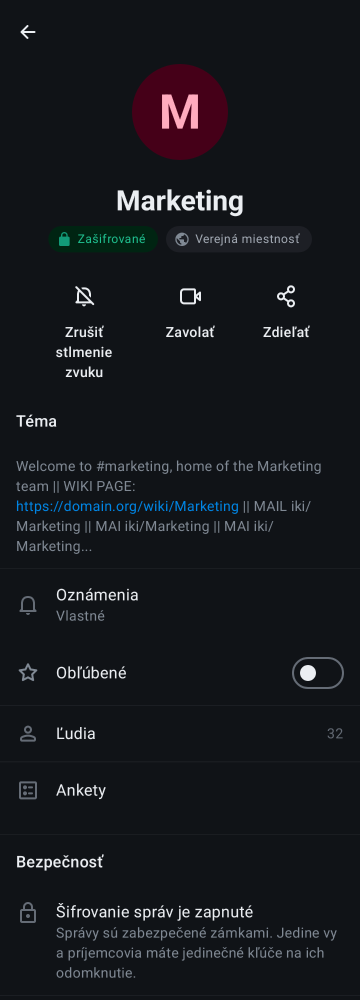 M
Marketing
Zašifrované
Verejná miestnosť
Zrušiť
stlmenie
zvuku
Zavolať
Zdieľať
Téma
Welcome to #marketing, home of the Marketing
team || WIKI PAGE:
https://domain.org/wiki/Marketing || MAIL iki/
Marketing || MAI iki/Marketing || MAI iki/
Marketing...
Oznámenia
Vlastné
Obľúbené
Ľudia
32
Ankety
Bezpečnosť
Šifrovanie správ je zapnuté
Správy sú zabezpečené zámkami. Jedine vy
a príjemcovia máte jedinečné kľúče na ich
odomknutie.